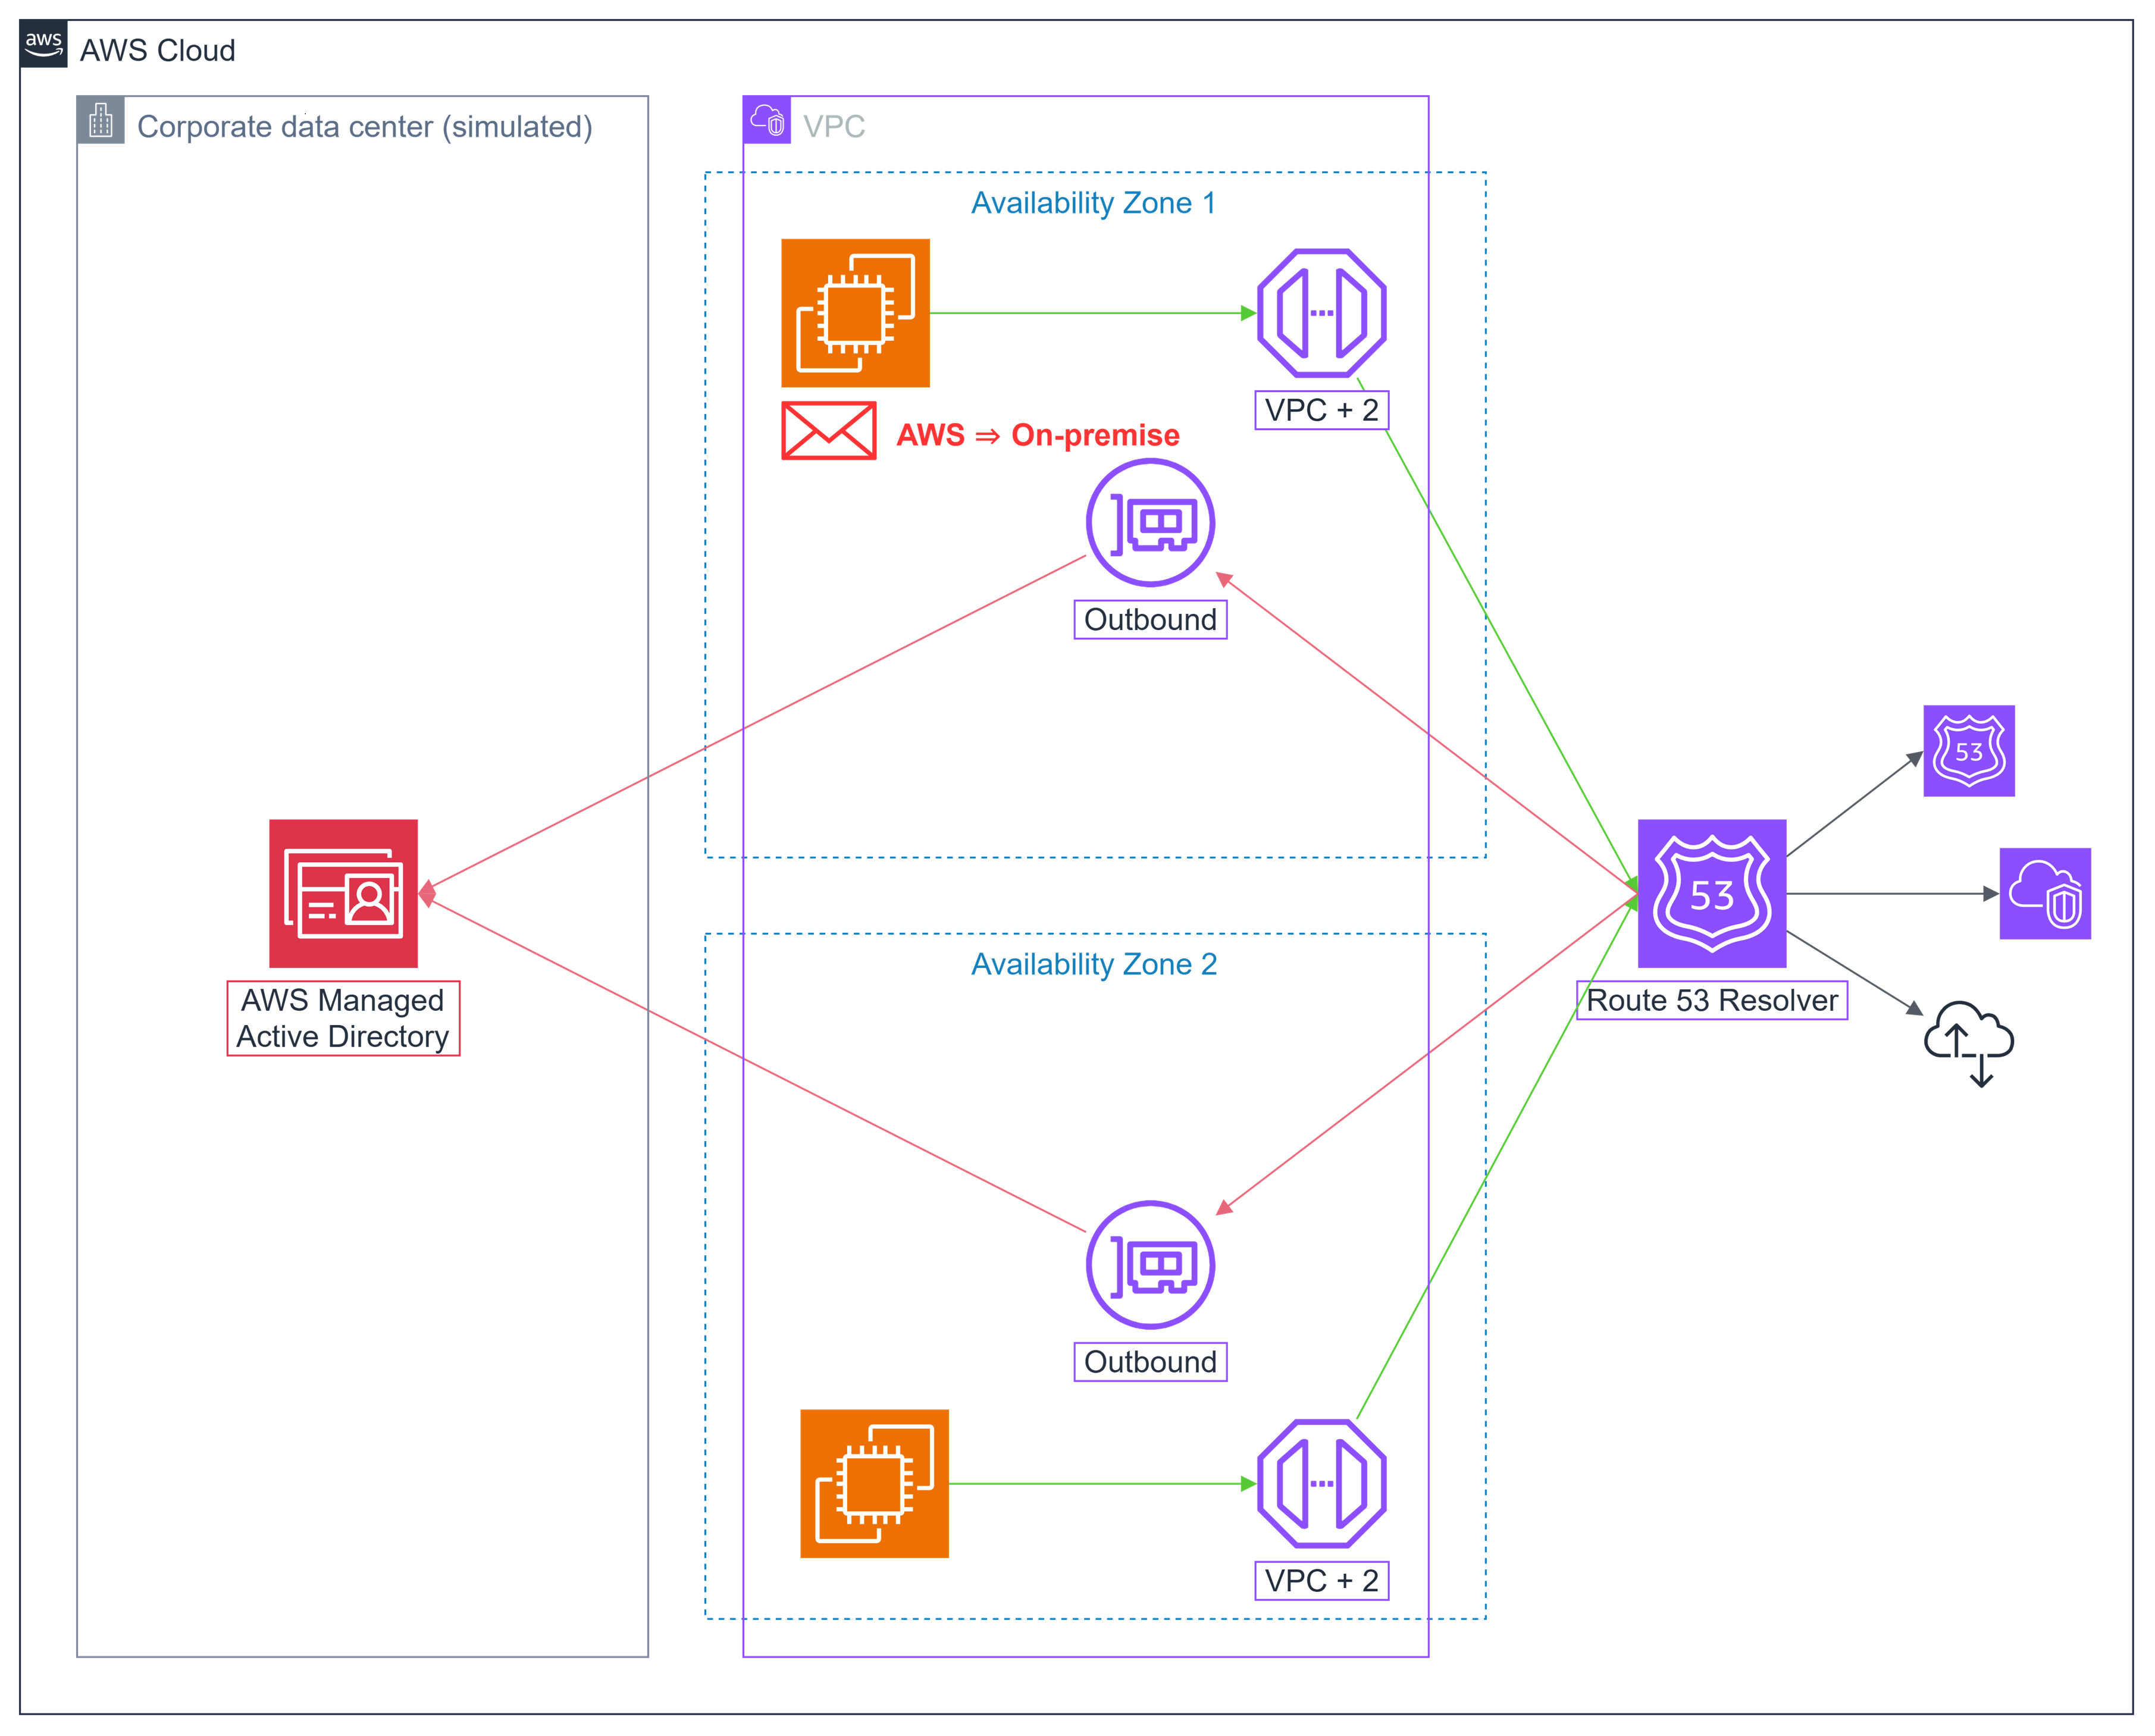 aws
AWS Cloud
Corporate data center (simulated)
VPC
Availability Zone 1
VPC + 2
AWS ⇒ On-premise
Outbound
53
53
AWS Managed
Active Directory
Availability Zone 2
Route 53 Resolver
Outbound
VPC + 2